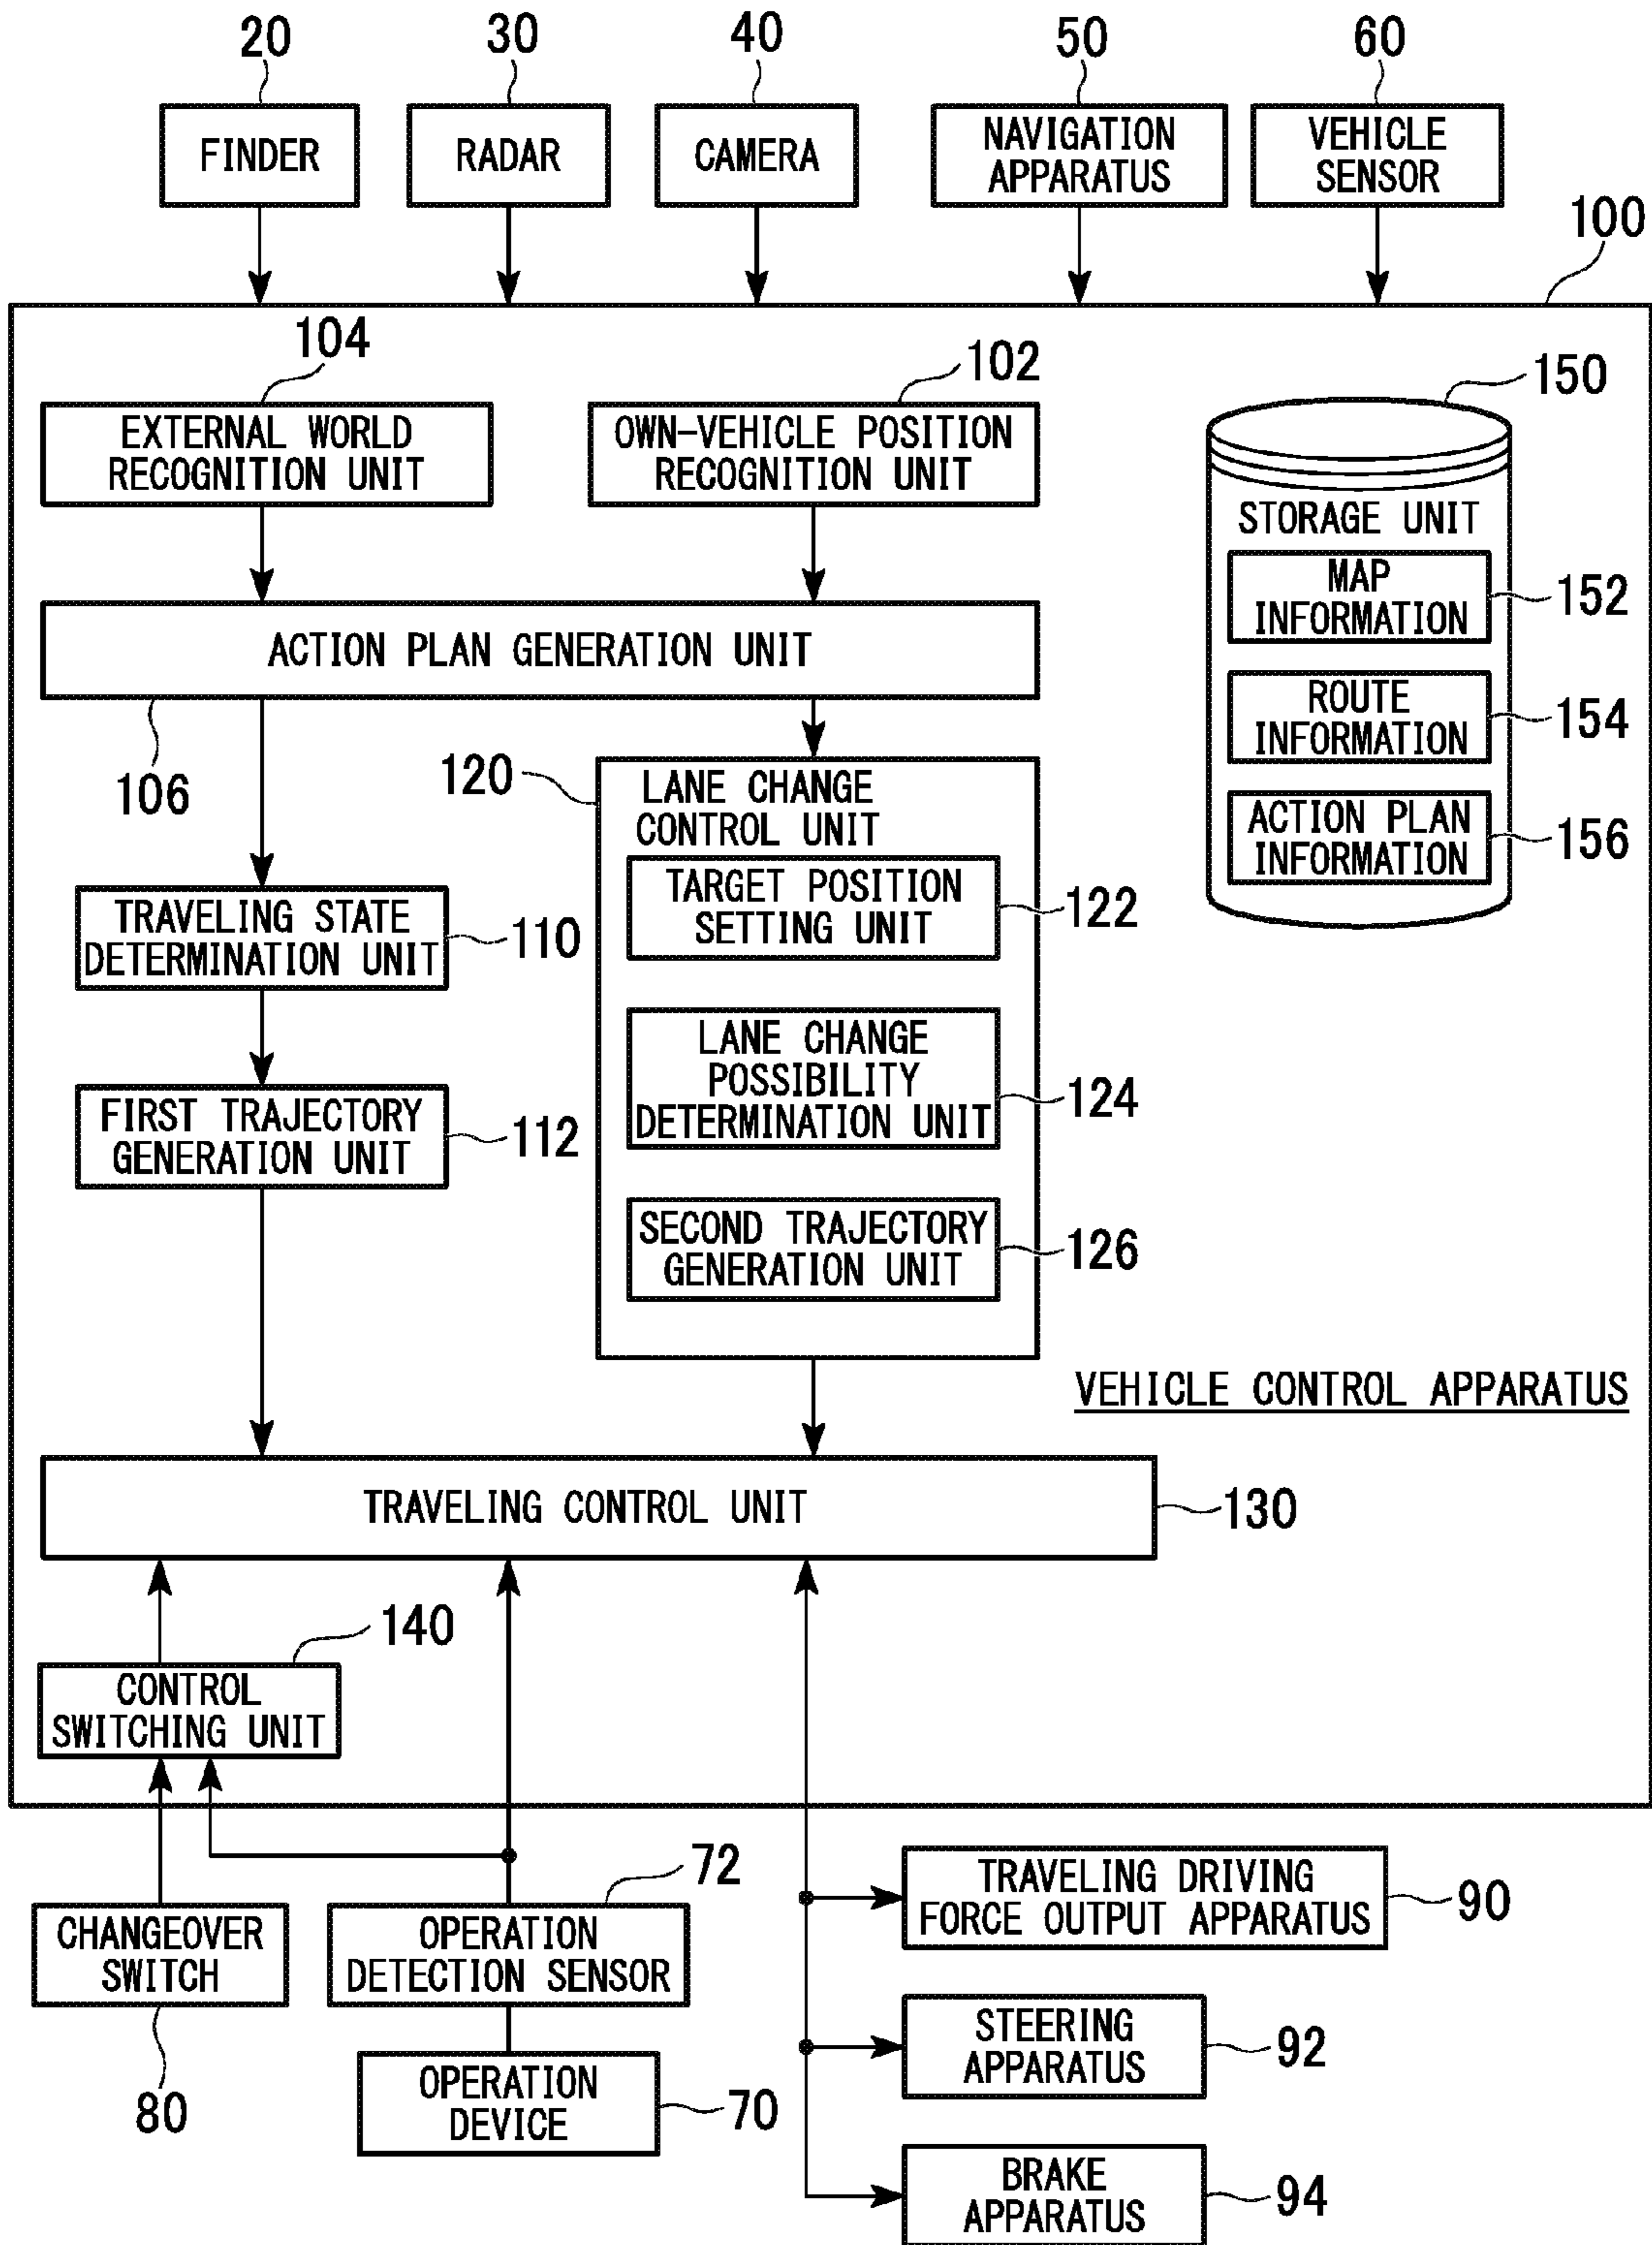 20
30
40
50
60
FINDER
RADAR
CAMERA
NAVIGATION
APPARATUS
VEHICLE
SENSOR
100
104
102
150
EXTERNAL WORLD
RECOGNITION UNIT
OWN-VEHICLE POSITION
RECOGNITION UNIT
STORAGE UNIT
MAP
INFORMATION
152
ROUTE
INFORMATION
154
ACTION PLAN
INFORMATION
156
ACTION PLAN GENERATION UNIT
106
120
LANE CHANGE
CONTROL UNIT
TARGET POSITION
SETTING UNIT
122
LANE CHANGE
POSSIBILITY
DETERMINATION UNIT
124
SECOND TRAJECTORY
GENERATION UNIT
126
TRAVELING STATE
DETERMINATION UNIT
110
FIRST TRAJECTORY
GENERATION UNIT
112
VEHICLE CONTROL APPARATUS
TRAVELING CONTROL UNIT
130
140
CONTROL
SWITCHING UNIT
72
CHANGEOVER
SWITCH
80
OPERATION
DETECTION SENSOR
OPERATION
DEVICE
70
TRAVELING DRIVING
FORCE OUTPUT APPARATUS
90
STEERING
APPARATUS
92
BRAKE
APPARATUS
94